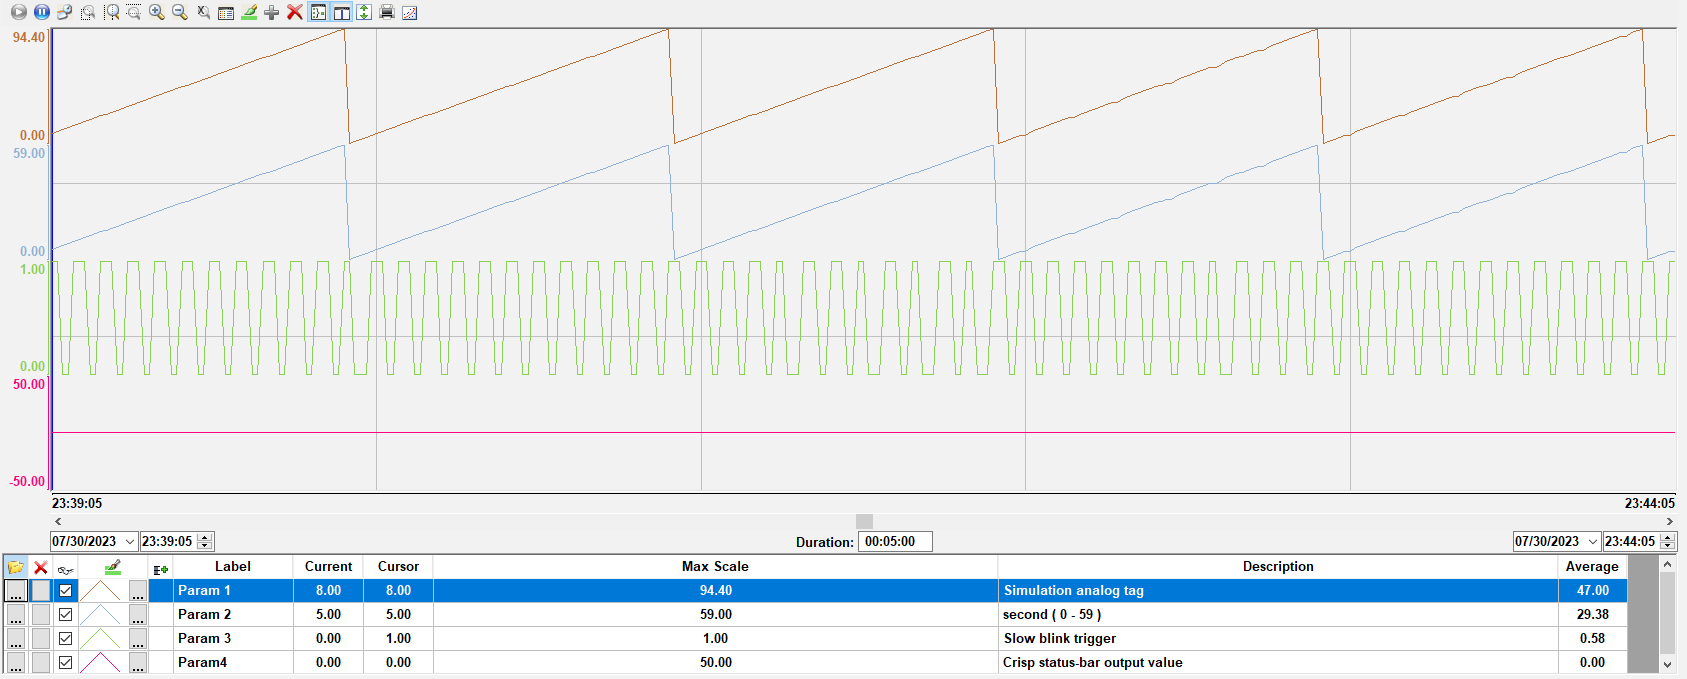 94.40
0.00
59.00
0.00
1.00
0.00
50.00
-50.00
23:39:05 23:44:05
07/30/2023 23:39:05 Duration: 00:05:00 07/30/2023 23:44:05
Label Current Cursor Max Scale Description Average
... ... Param 1 8.00 8.00 94.40 Simulation analog tag 47.00
... ... Param 2 5.00 5.00 59.00 second ( 0 - 59 ) 29.38
... ... Param 3 0.00 1.00 1.00 Slow blink trigger 0.58
... ... Param4 0.00 0.00 50.00 Crisp status-bar output value 0.00